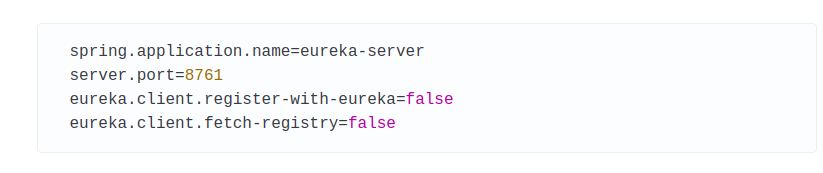 spring.application.name=eureka-server
server.port=8761
eureka.client.register-with-eureka=false
eureka.client.fetch-registry=false